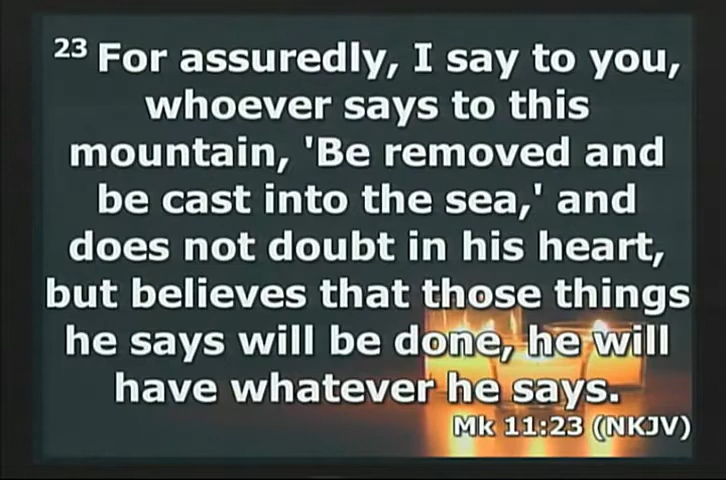 23 For assuredly, I say to you,
whoever says to this
mountain, 'Be removed and
be cast into the sea,' and
does not doubt in his heart,
but believes that those things
he says will be done, he will
have whatever he says.
Mk 11:23 (NKJV)